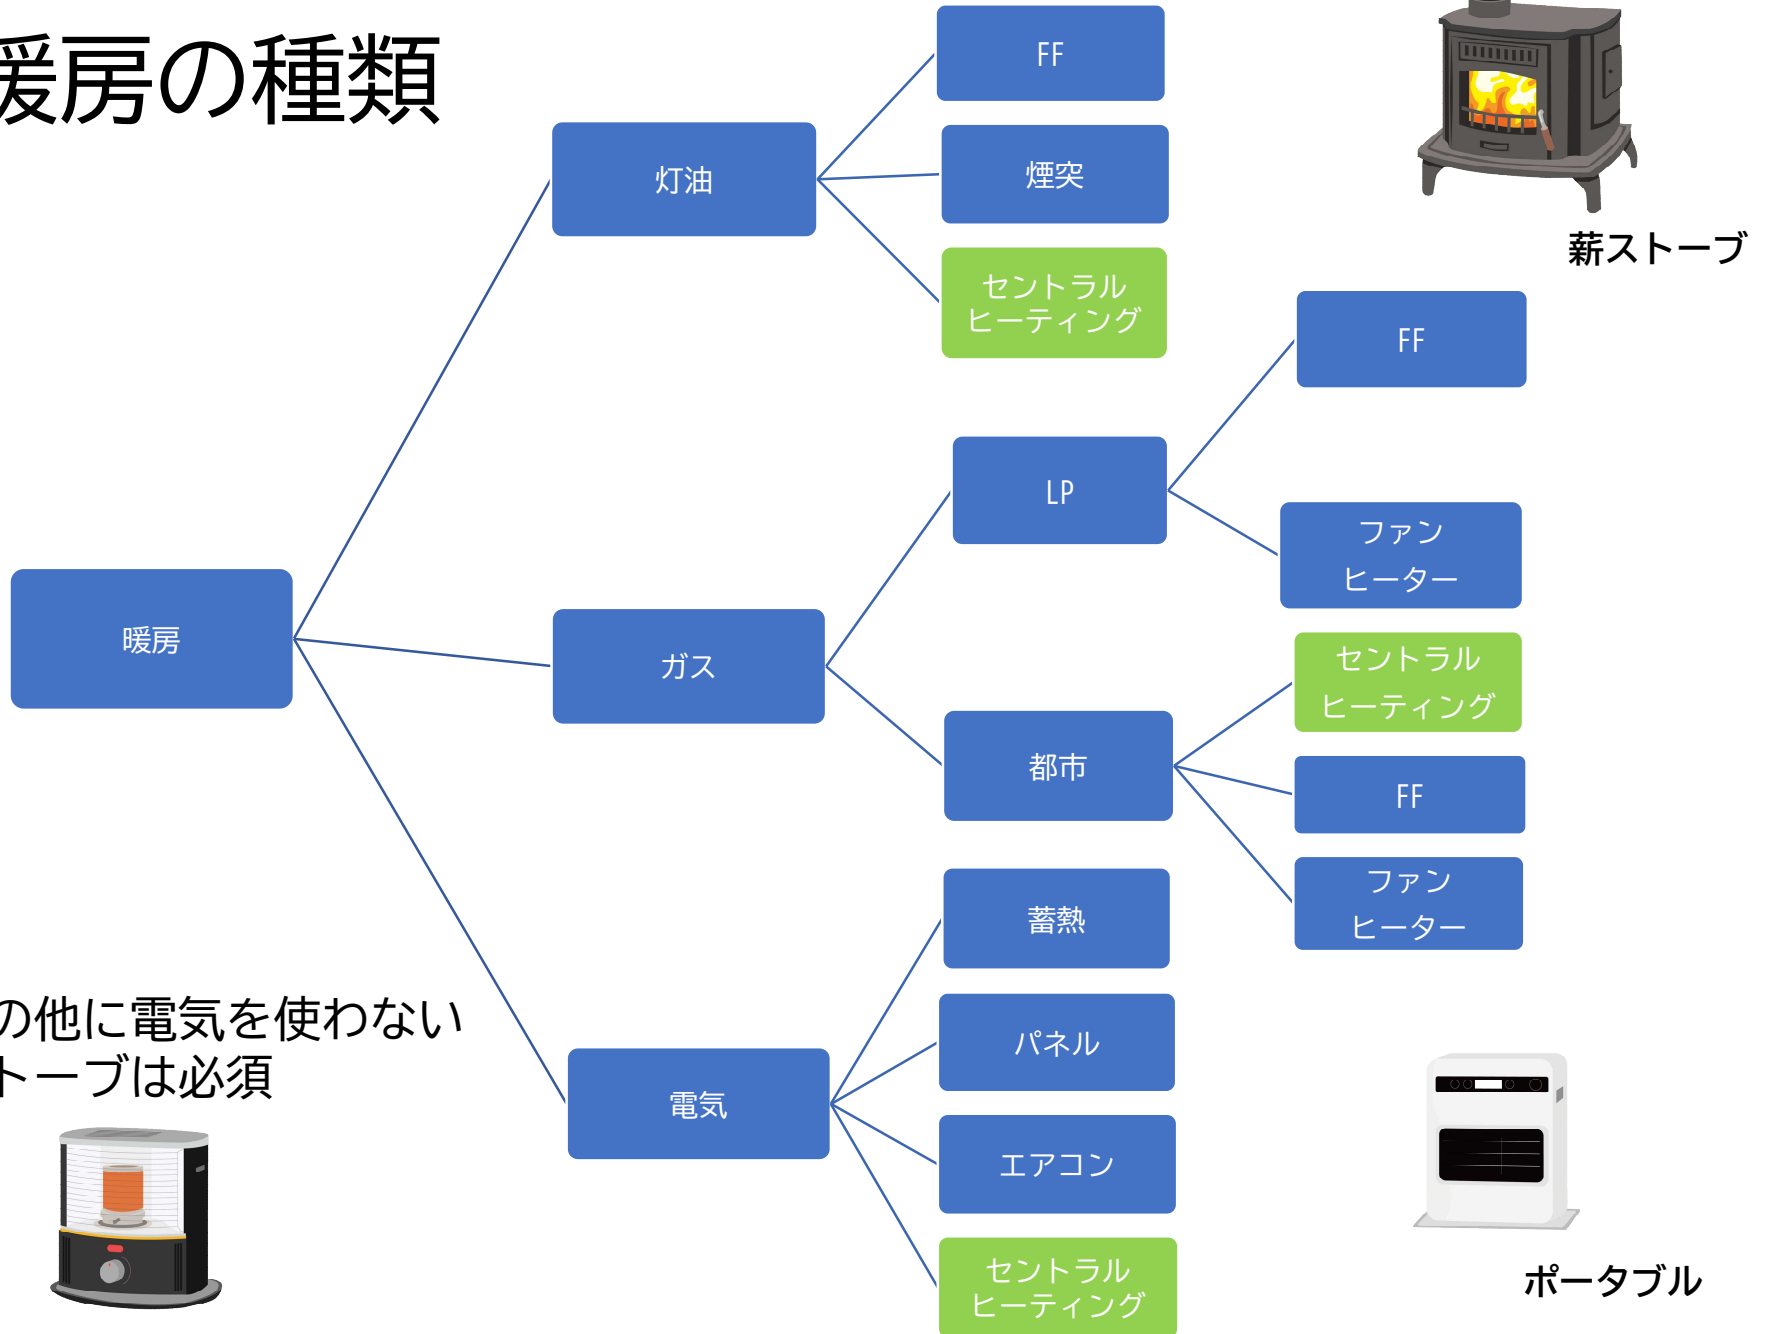 暖房の種類
FF
灯油
煙突
セントラル
ヒーティング
薪ストーブ
FF
LP
ファン
ヒーター
暖房
ガス
セントラル
ヒーティング
都市
FF
ファン
ヒーター
蓄熱
の他に電気を使わない
トーブは必須
パネル
電気
エアコン
セントラル
ヒーティング
ポータブル